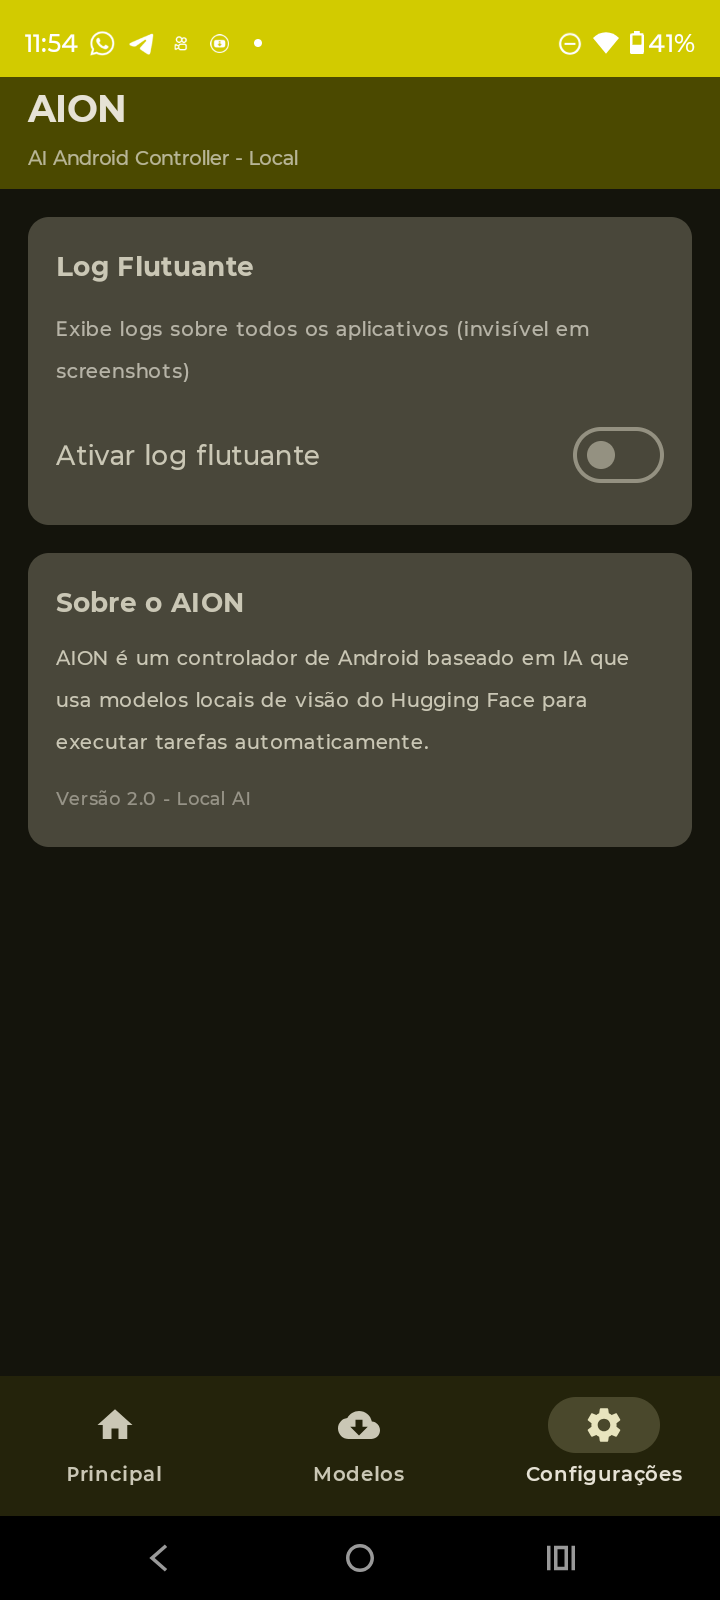 11:54
41%
AION
AI Android Controller - Local
Log Flutuante
Exibe logs sobre todos os aplicativos (invisível em
screenshots)
Ativar log flutuante
Sobre o AION
AION é um controlador de Android baseado em IA que
usa modelos locais de visão do Hugging Face para
executar tarefas automaticamente.
Versão 2.0 - Local AI
Principal
Modelos
Configurações